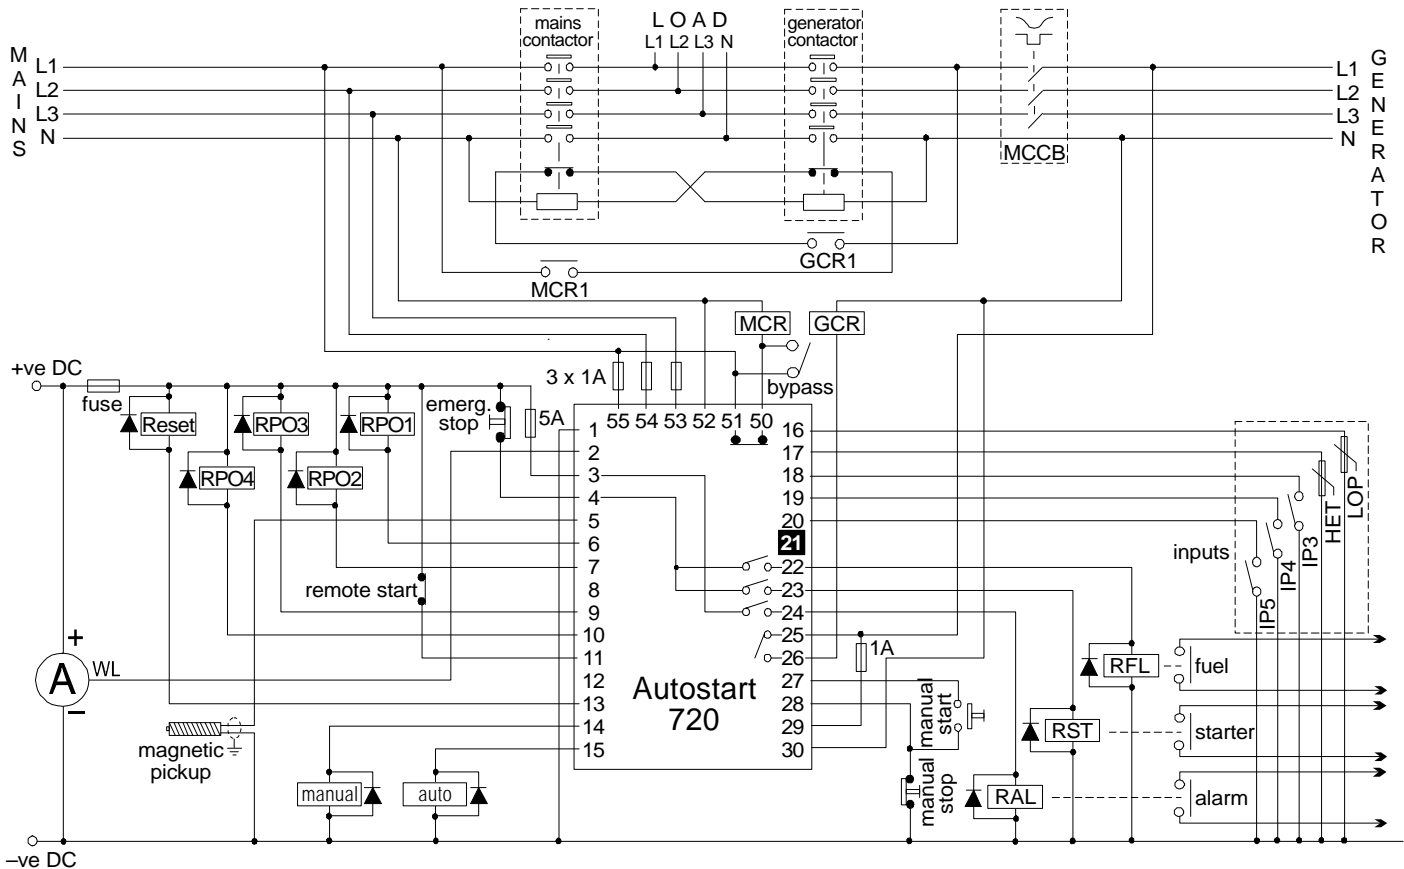 mains
contactor
L O A D
L1 L2 L3 N
generator
contactor
MAINS
L1
L2
L3
N
MCCB
L1
L2
L3
N
GENERATOR
GCR1
MCR1
MCR
GCR
bypass
+ve DC
fuse
3 x 1A
emerg.
stop
5A
Reset
RPO3
RPO1
RPO4
RPO2
55 54 53 52 51 50
1
2
3
4
5
6
7
8
9
10
11
12
13
14
15
16
17
18
19
20
21
22
23
24
25
26
27
28
29
30
Autostart
720
remote start
+
A
WL
–
magnetic
pickup
manual
auto
–ve DC
1A
manual
start
manual
stop
inputs
IP5
IP4
IP3
HET
LOP
RFL
fuel
RST
starter
RAL
alarm